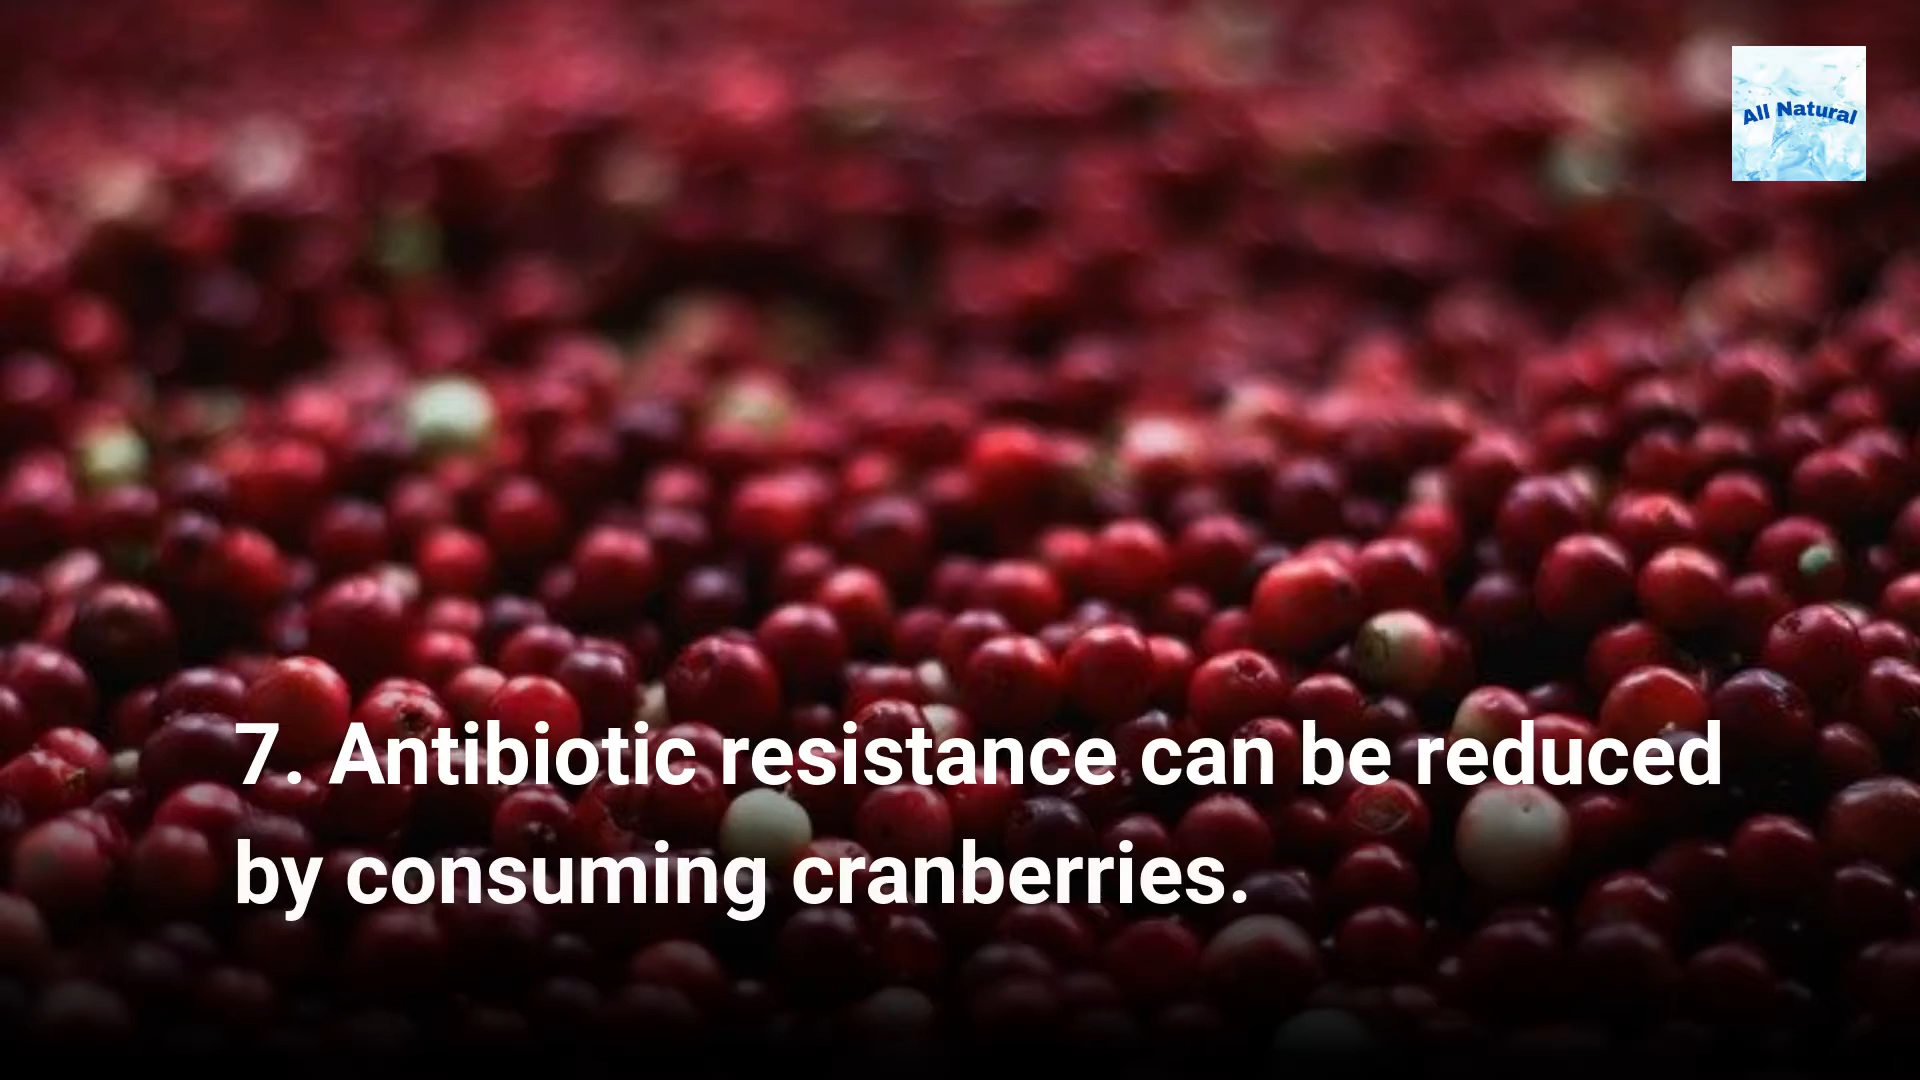 All Natural
7. Antibiotic resistance can be reduced
by consuming cranberries.